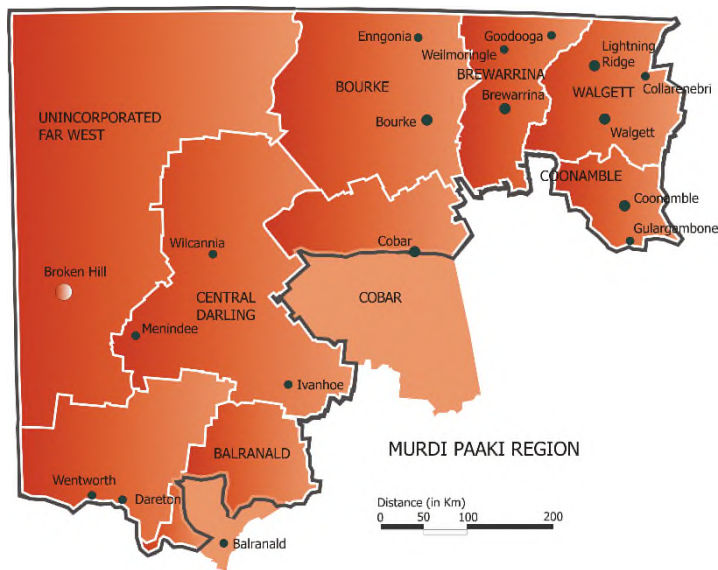 Enngonia
Goodooga
Weilmoringle
Lightning
Ridge
BOURKE
BREWARRINA
Collarenebri
WALGETT
UNINCORPORATED
FAR WEST
Bourke
Brewarrina
Walgett
COONAMBLE
Coonamble
Gulargambone
Wilcannia
Cobar
Broken Hill
CENTRAL
DARLING
COBAR
Menindee
Ivanhoe
BALRANALD
MURDI PAAKI REGION
Wentworth
Dareton
Distance (in Km)
0 50 100 200
Balranald